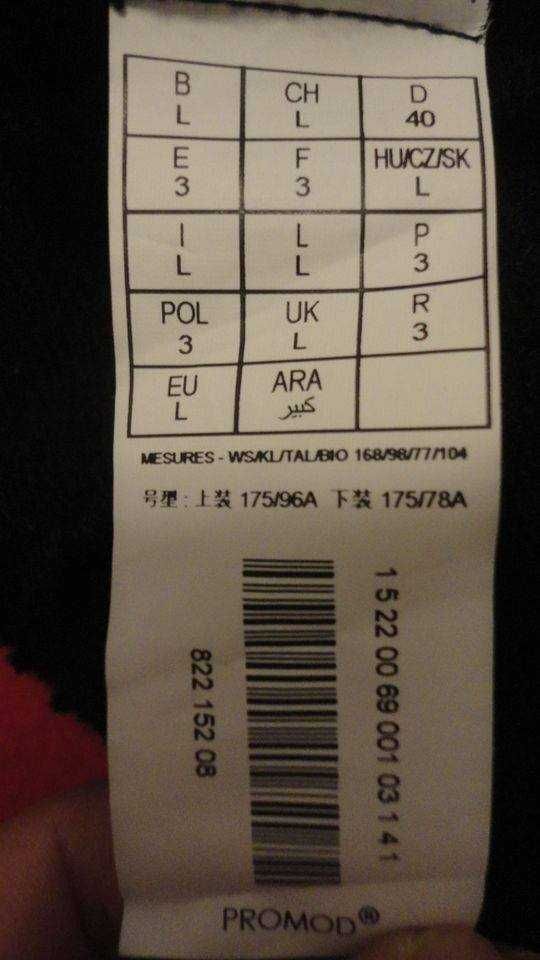 B CH D
L L 40
E F HU/CZ/SK
3 3 L
I L P
L L 3
POL UK R
3 L 3
EU ARA
L كبير
MESURES - WS/KL/TAL/BIO 168/98/77/104
号型 : 上装 175/96A 下装 175/78A
1 5 22 00 69 001 03 1 41
822 152 08
PROMOD®